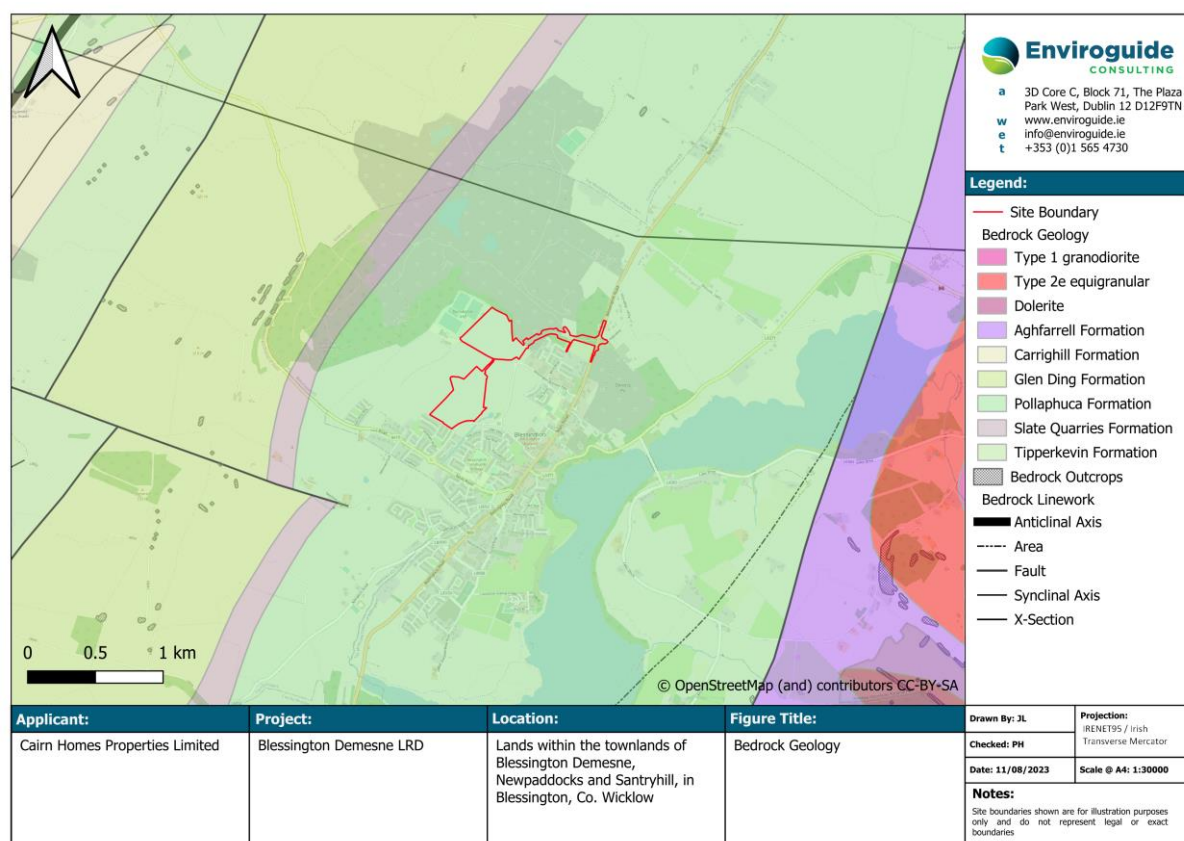 Enviroguide
CONSULTING
a 3D Core C, Block 71, The Plaza
Park West, Dublin 12 D12F9TN
w www.enviroguide.ie
e info@enviroguide.ie
t +353 (0)1 565 4730
Legend:
Site Boundary
Bedrock Geology
Type 1 granodiorite
Type 2e equigranular
Dolerite
Aghfarrell Formation
Carrighill Formation
Glen Ding Formation
Pollaphuca Formation
Slate Quarries Formation
Tipperkevin Formation
Bedrock Outcrops
Bedrock Linework
Anticlinal Axis
Area
Fault
Synclinal Axis
X-Section
0 0.5 1 km
© OpenStreetMap (and) contributors CC-BY-SA
Applicant:
Cairn Homes Properties Limited
Project:
Blessington Demesne LRD
Location:
Lands within the townlands of
Blessington Demesne,
Newpaddocks and Santryhill, in
Blessington, Co. Wicklow
Figure Title:
Bedrock Geology
Drawn By: JL
Checked: PH
Date: 11/08/2023
Projection:
IRENET95 / Irish
Transverse Mercator
Scale @ A4: 1:30000
Notes:
Site boundaries shown are for illustration purposes
only and do not represent legal or exact
boundaries